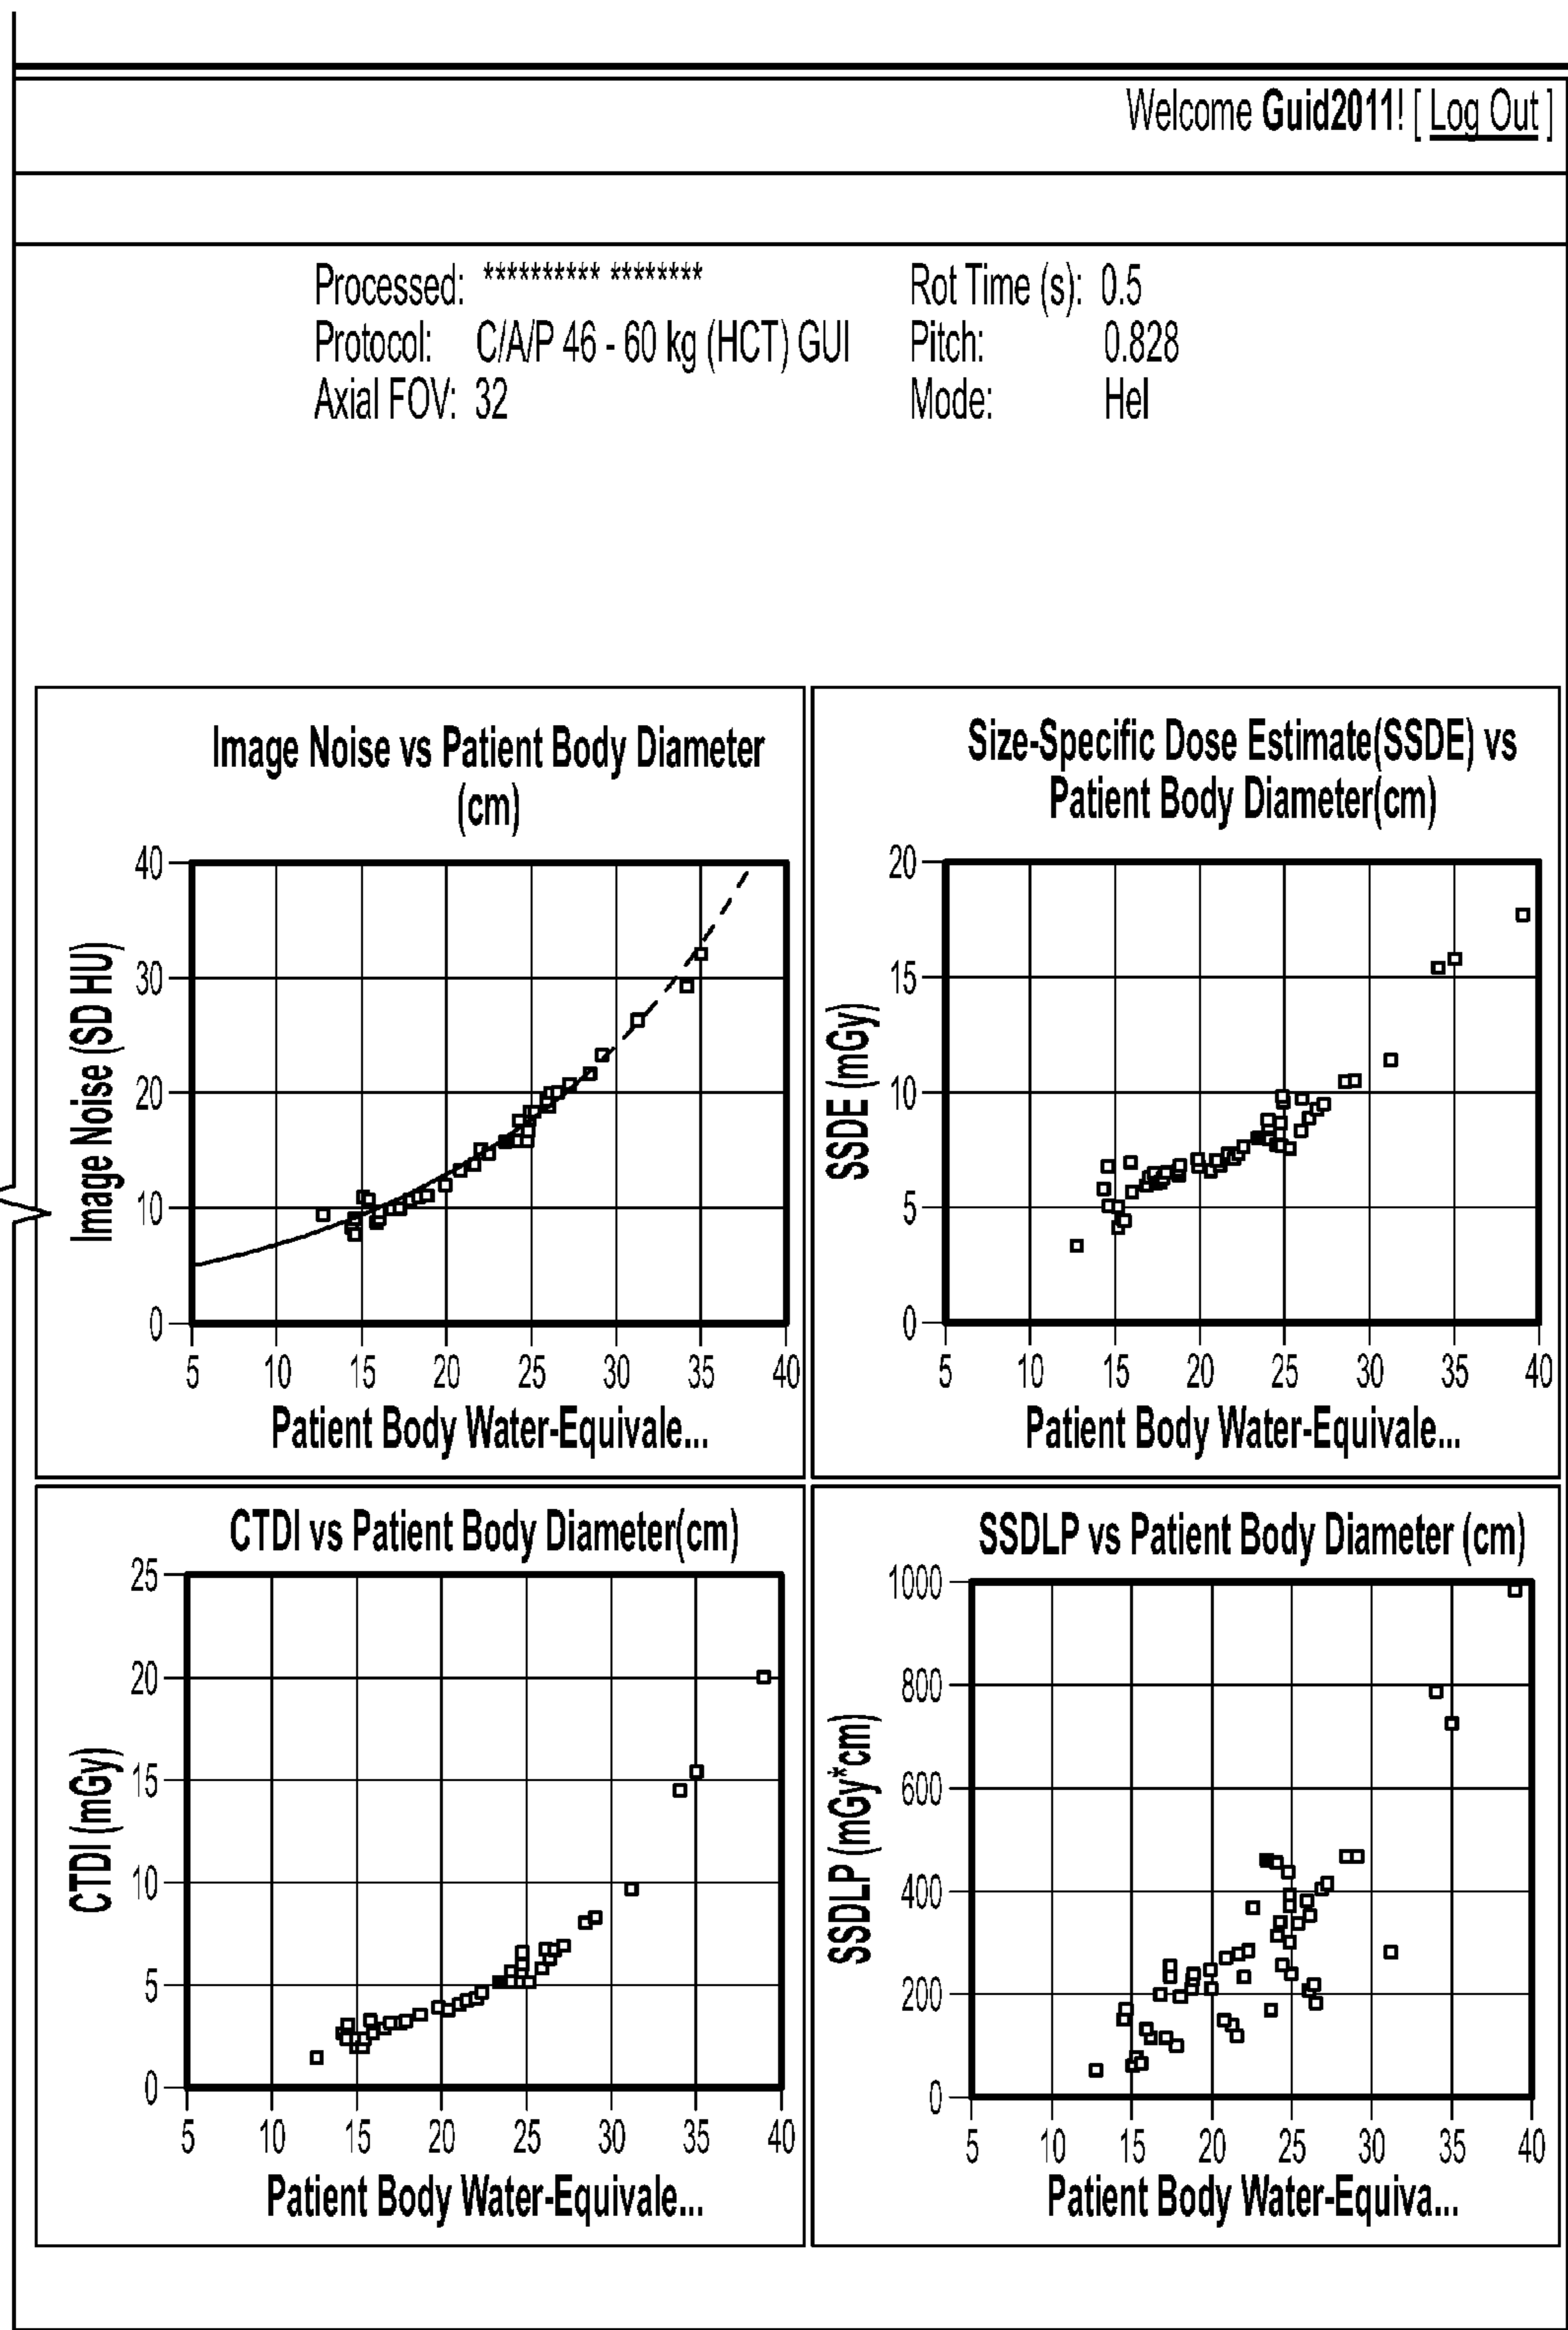 Welcome Guid2011! [ Log Out ]
Processed: ********** ********
Rot Time (s): 0.5
Protocol: C/A/P 46 - 60 kg (HCT) GUI
Pitch: 0.828
Axial FOV: 32
Mode: Hel
Image Noise vs Patient Body Diameter
(cm)
Image Noise (SD HU)
40
30
20
10
0
5 10 15 20 25 30 35 40
Patient Body Water-Equivale...
Size-Specific Dose Estimate(SSDE) vs
Patient Body Diameter(cm)
SSDE (mGy)
20
15
10
5
0
5 10 15 20 25 30 35 40
Patient Body Water-Equivale...
CTDI vs Patient Body Diameter(cm)
CTDI (mGy)
25
20
15
10
5
0
5 10 15 20 25 30 35 40
Patient Body Water-Equivale...
SSDLP vs Patient Body Diameter (cm)
SSDLP (mGy*cm)
1000
800
600
400
200
0
5 10 15 20 25 30 35 40
Patient Body Water-Equiva...